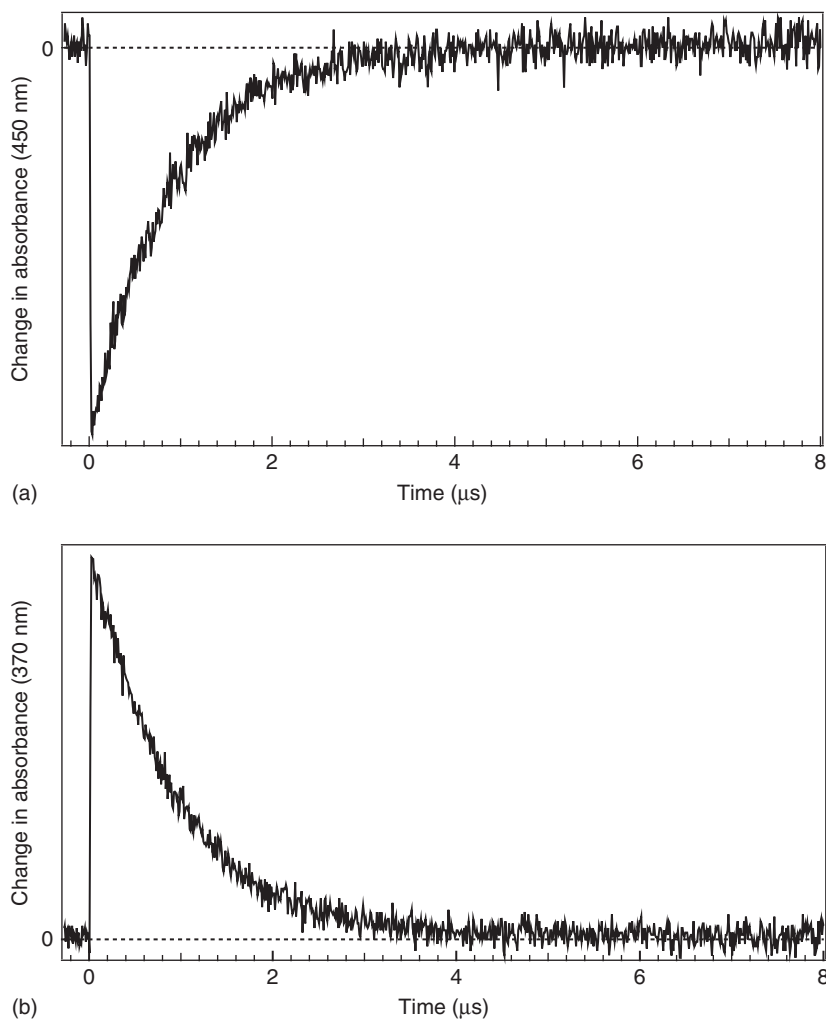 0
Change in absorbance (450 nm)
0 2 4 6 8
(a)
Time (μs)
Change in absorbance (370 nm)
0
0 2 4 6 8
(b)
Time (μs)